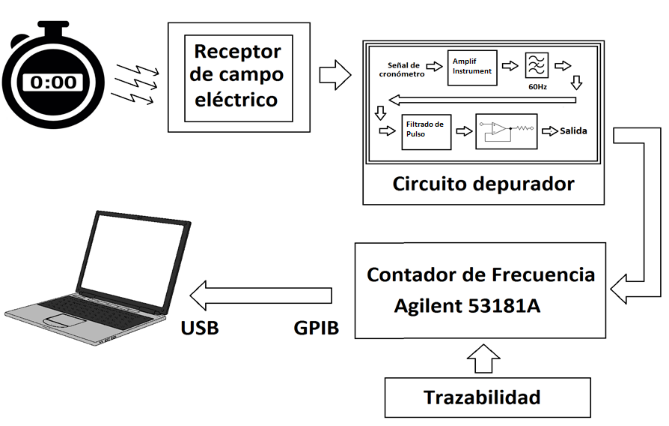 0:00
Receptor
de campo
eléctrico
Señal de
cronómetro
Amplif
Instrument
60Hz
Filtrado de
Pulso
Salida
Circuito depurador
Contador de Frecuencia
Agilent 53181A
USB
GPIB
Trazabilidad